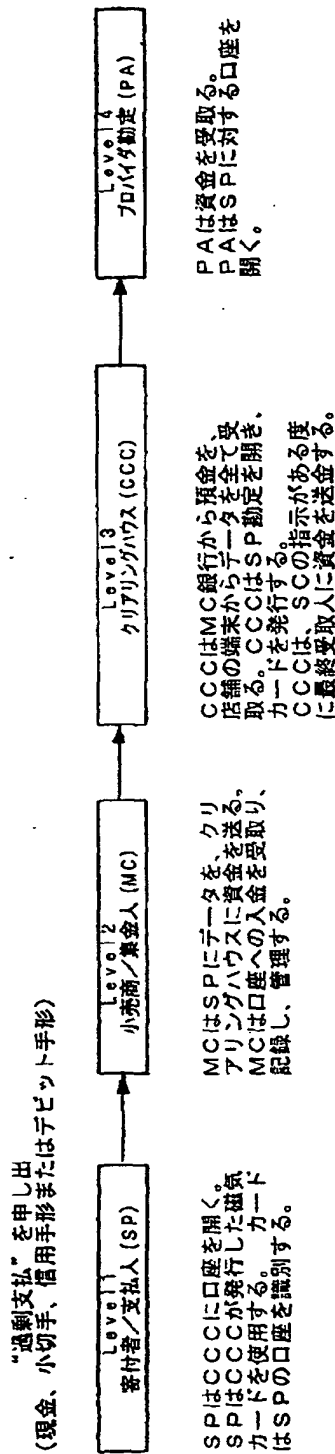 “過剰支払”を申し出
(現金、小切手、信用手形またはデビット手形)
Level1
寄付者/支払人(SP)
SPはCCCに口座を開く。
SPはCCCが発行した磁気
カードを使用する。 カード
はSPの口座を識別する。
Level2
小売商/集金人(MC)
MCはSPにデータを、クリ
アリングハウスに資金を送る。
MCは口座への入金を受取り、
記録し、管理する。
Level3
クリアリングハウス(CCC)
CCCはMC銀行から預金を、
店舗の端末からデータを全て受
取る。CCCはSP勘定を開き、
カードを発行する。
CCCは、SCの指示がある度
に最終受取人に資金を送金する。
Level4
プロバイダ勘定(PA)
PAは資金を受取る。
PAはSPに対する口座を
開く。